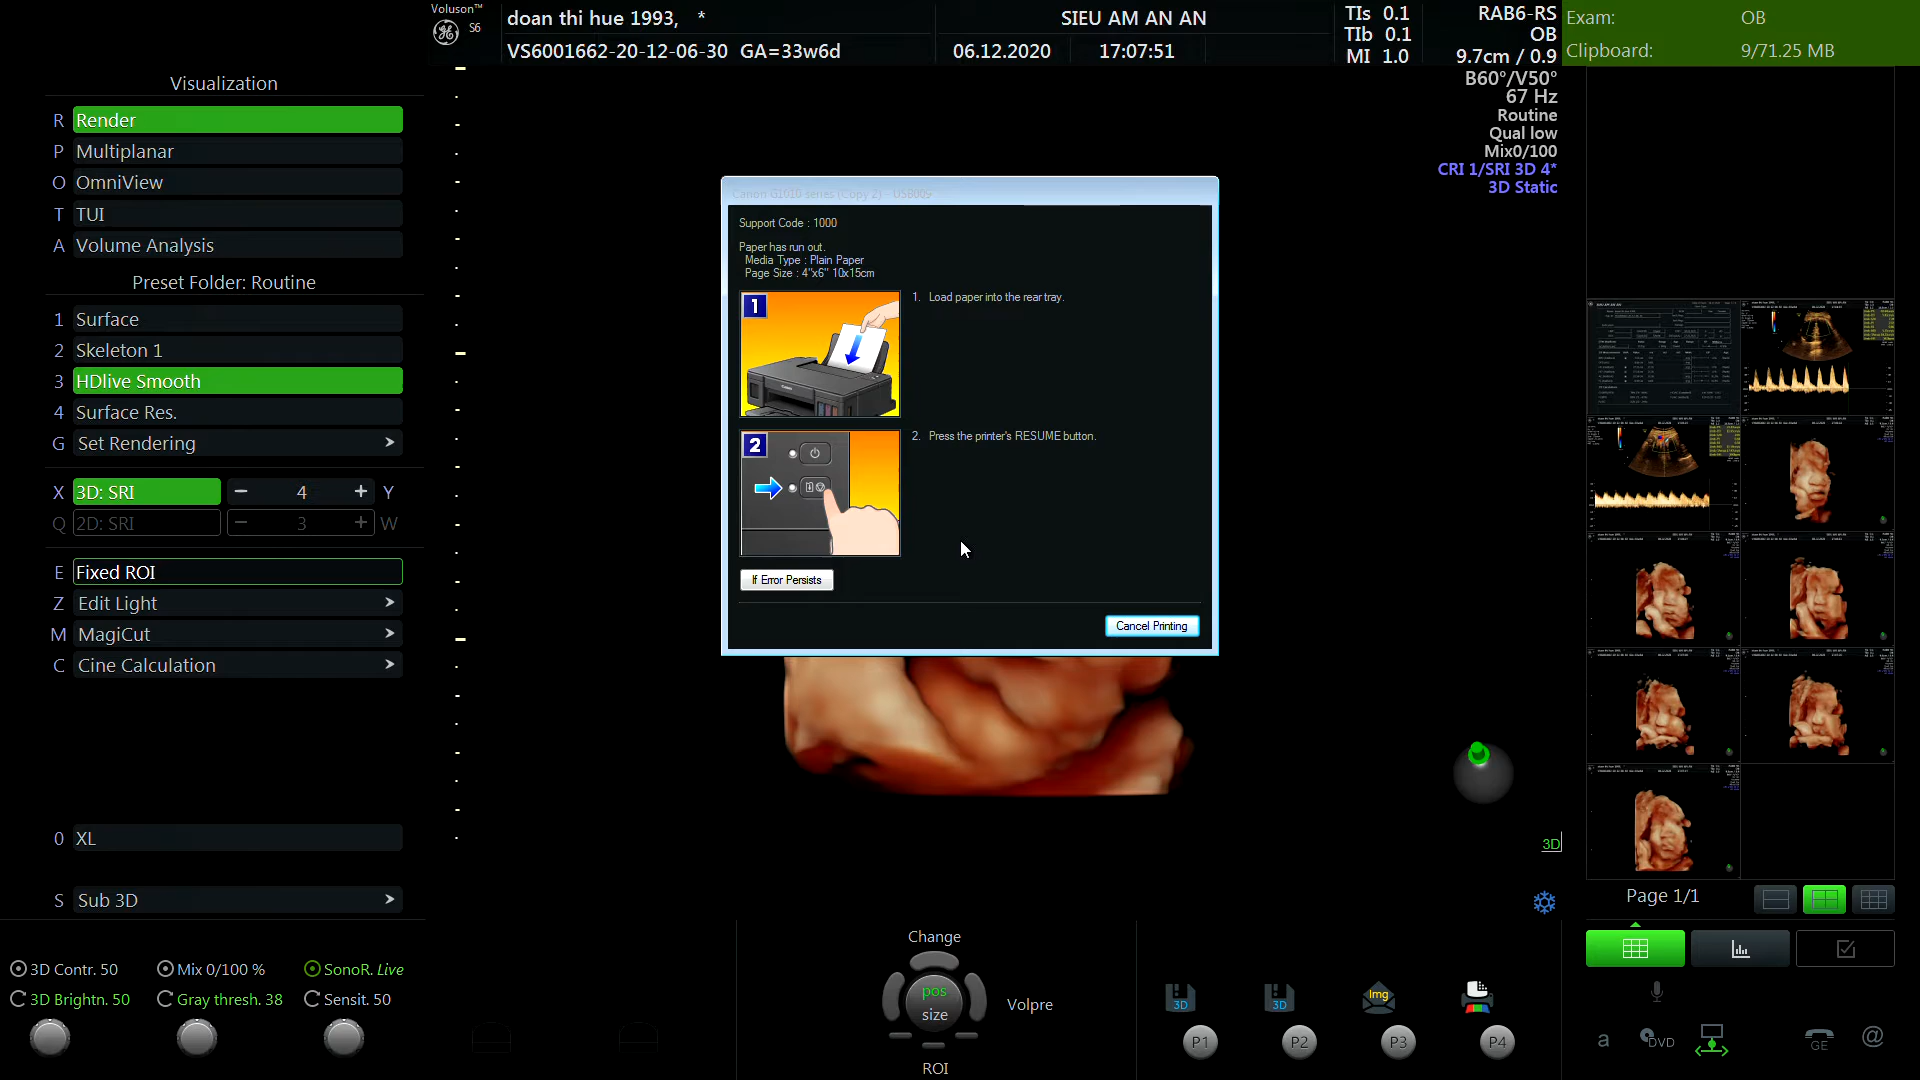 Voluson™
S6
doan thi hue 1993, *
SIEU AM AN AN
VS6001662-20-12-06-30 GA=33w6d
06.12.2020
17:07:51
TIs 0.1
TIb 0.1
MI 1.0
RAB6-RS
OB
9.7cm / 0.9
B60°/V50°
67 Hz
Routine
Qual low
Mix0/100
CRI 1/SRI 3D 4*
3D Static
Exam: OB
Clipboard: 9/71.25 MB
Visualization
R Render
P Multiplanar
O OmniView
T TUI
A Volume Analysis
Preset Folder: Routine
1 Surface
2 Skeleton 1
3 HDlive Smooth
4 Surface Res.
G Set Rendering >
X 3D: SRI − 4 + Y
Q 2D: SRI − 3 + W
E Fixed ROI
Z Edit Light >
M MagiCut >
C Cine Calculation >
0 XL
S Sub 3D >
Canon G1010 series (Copy 2) - USB009
Support Code : 1000
Paper has run out.
Media Type : Plain Paper
Page Size : 4"x6" 10x15cm
1
1. Load paper into the rear tray.
2
2. Press the printer's RESUME button.
If Error Persists
Cancel Printing
3D
Page 1/1
3D Contr. 50
Mix 0/100 %
SonoR. Live
3D Brightn. 50
Gray thresh. 38
Sensit. 50
Change
pos
size
Volpre
ROI
3D
3D
Img
P1
P2
P3
P4
a
DVD
GE
@